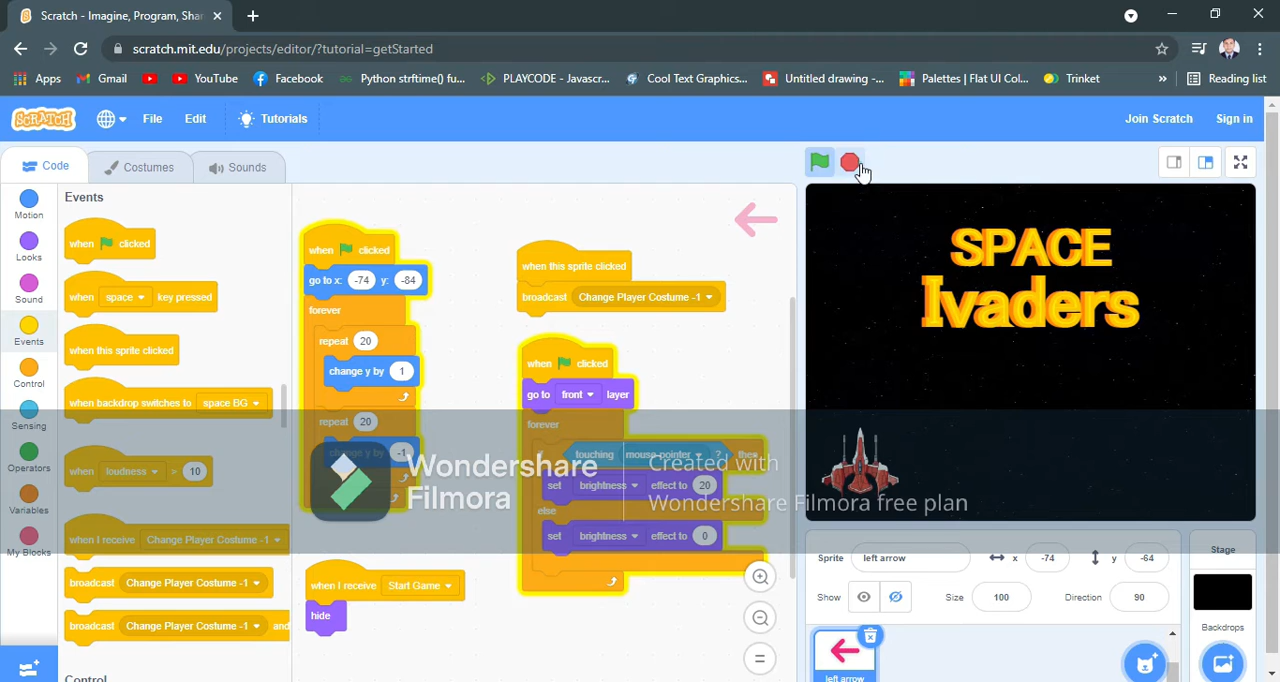 Scratch - Imagine, Program, Sha
scratch.mit.edu/projects/editor/?tutorial=getStarted
Apps Gmail YouTube Facebook Python strftime() fu... PLAYCODE - Javascr... Cool Text Graphics... Untitled drawing -... Palettes | Flat UI Col... Trinket » Reading list
SCRATCH File Edit Tutorials Join Scratch Sign in
Code Costumes Sounds
Motion
Looks
Sound
Events
Control
Sensing
Operators
Variables
My Blocks
Events
when clicked
when space key pressed
when this sprite clicked
when backdrop switches to space BG
when loudness > 10
when I receive Change Player Costume -1
broadcast Change Player Costume -1
broadcast Change Player Costume -1 and
Control
when clicked
go to x: -74 y: -84
forever
repeat 20
change y by 1
repeat 20
change y by -1
when I receive Start Game
hide
when this sprite clicked
broadcast Change Player Costume -1
when clicked
go to front layer
forever
touching mouse-pointer ? then
set brightness effect to 20
else
set brightness effect to 0
SPACE
Ivaders
Wondershare
Filmora
Created with
Wondershare Filmora free plan
Sprite left arrow x -74 y -64
Show Size 100 Direction 90
left arrow
Stage
Backdrops